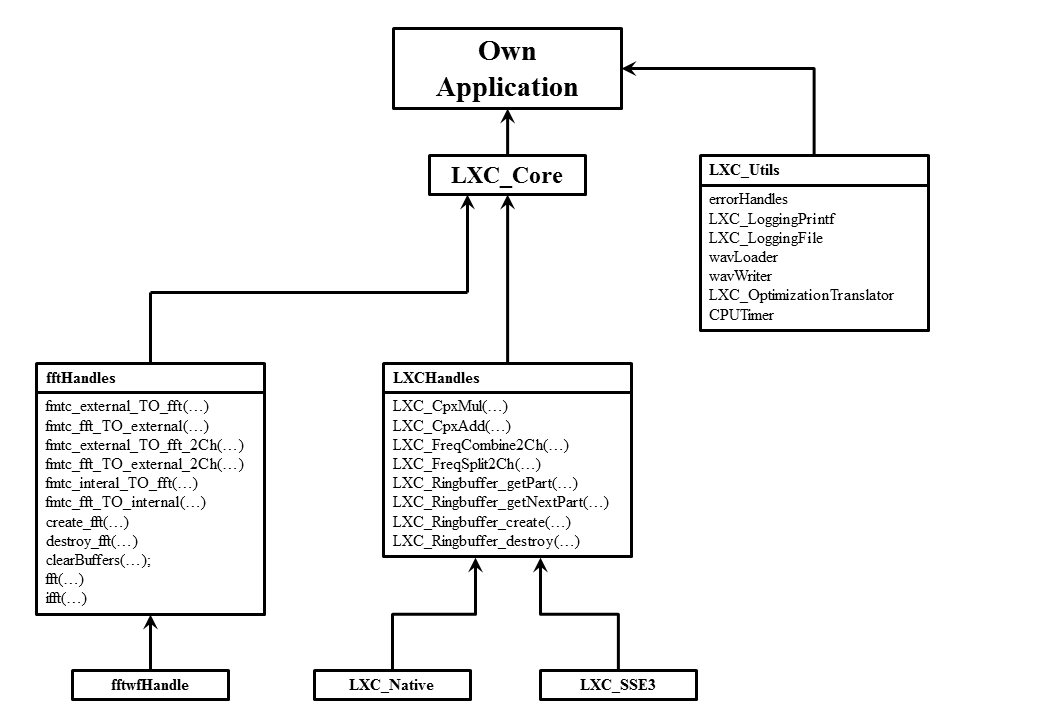 Own
Application
LXC_Core
LXC_Utils
errorHandles
LXC_LoggingPrintf
LXC_LoggingFile
wavLoader
wavWriter
LXC_OptimizationTranslator
CPUTimer
fftHandles
fmtc_external_TO_fft(…)
fmtc_fft_TO_external(…)
fmtc_external_TO_fft_2Ch(…)
fmtc_fft_TO_external_2Ch(…)
fmtc_interal_TO_fft(…)
fmtc_fft_TO_internal(…)
create_fft(…)
destroy_fft(…)
clearBuffers(…);
fft(…)
ifft(…)
LXCHandles
LXC_CpxMul(…)
LXC_CpxAdd(…)
LXC_FreqCombine2Ch(…)
LXC_FreqSplit2Ch(…)
LXC_Ringbuffer_getPart(…)
LXC_Ringbuffer_getNextPart(…)
LXC_Ringbuffer_create(…)
LXC_Ringbuffer_destroy(…)
fftwfHandle
LXC_Native
LXC_SSE3